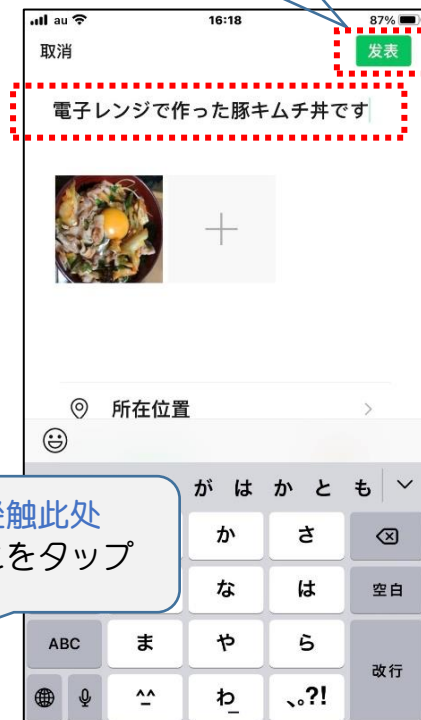 au 16:18 87%
取消 发表
電子レンジで作った豚キムチ丼です
所在位置
が は か と も
触此处
をタップ
か さ
な は 空白
ABC ま や ら
改行
^_^ わ_ 、。?!